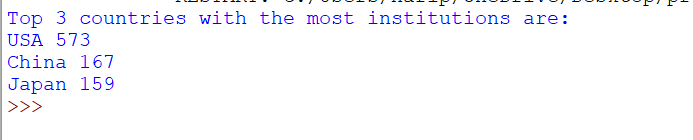 Top 3 countries with the most institutions are:
USA 573
China 167
Japan 159
>>>